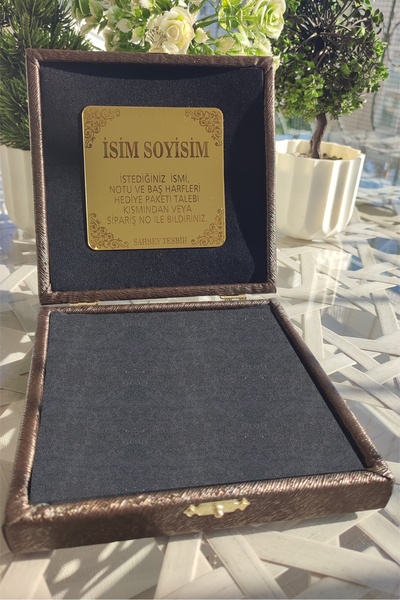 İSİM SOYİSİM
İSTEDİĞİNİZ İSMİ,
NOTU VE BAŞ HARFLERİ
HEDİYE PAKETİ TALEBİ
KISMINDAN VEYA
SİPARİŞ NO İLE BİLDİRİNİZ.
SAHREV TESBİH